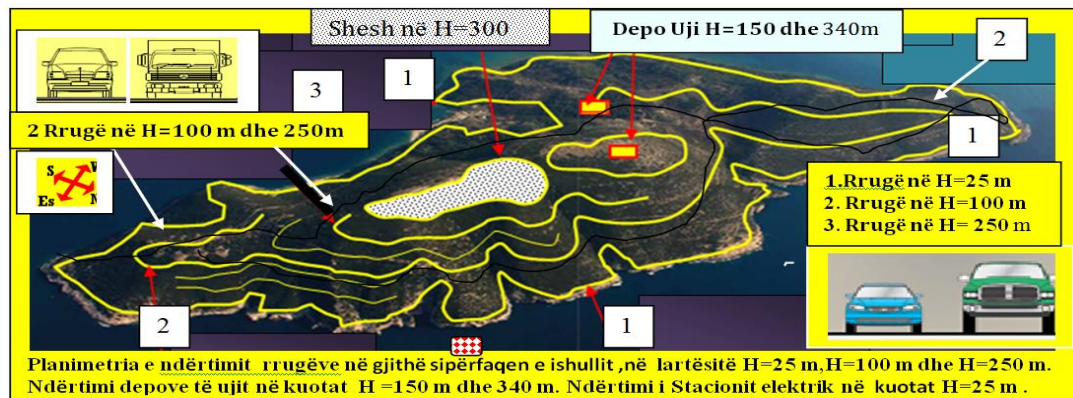 Shesh në H=300
Depo Uji H=150 dhe 340m
2
1
3
2 Rrugë në H=100 m dhe 250m
1
S
Es
N
1.Rrugë në H=25 m
2. Rrugë në H=100 m
3. Rrugë në H= 250 m
2
1
Planimetria e ndërtimit rrugëve në gjithë sipërfaqen e ishullit ,në lartësitë H=25 m,H=100 m dhe H=250 m.
Ndërtimi depove të ujit në kuotat H =150 m dhe 340 m. Ndërtimi i Stacionit elektrik në kuotat H=25 m .